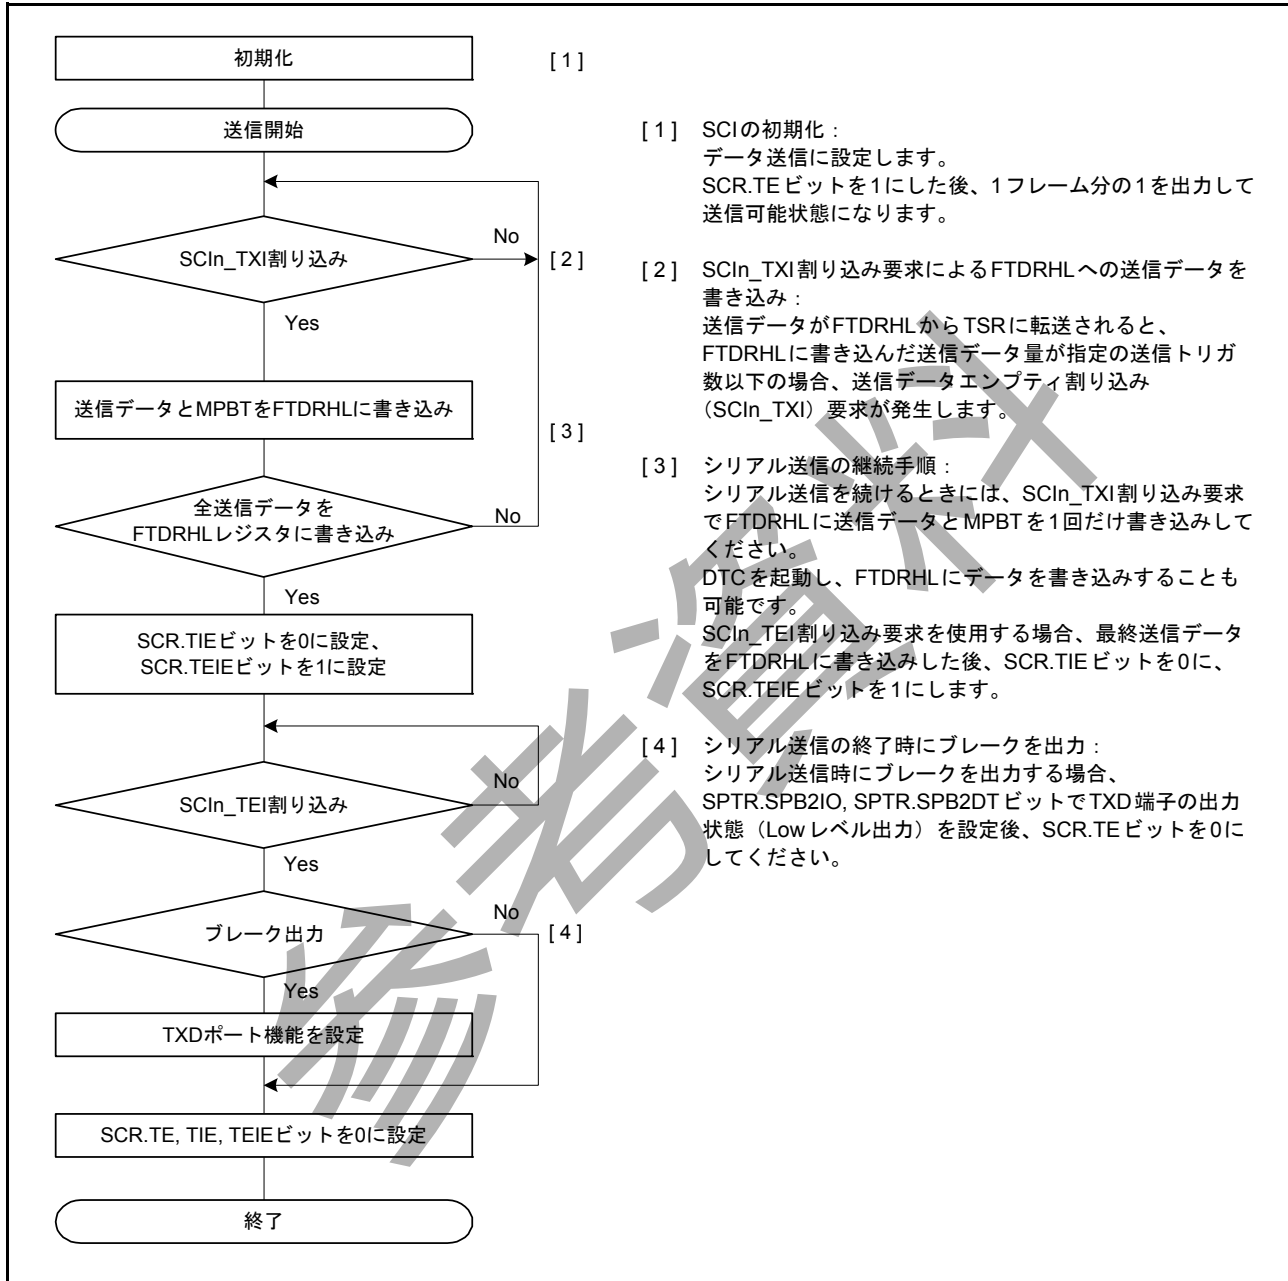 初期化
[ 1 ]
送信開始
SCIn_TXI割り込み
No
[ 2 ]
Yes
送信データとMPBTをFTDRHLに書き込み
[ 3 ]
全送信データを
FTDRHLレジスタに書き込み
No
Yes
SCR.TIEビットを0に設定、
SCR.TEIEビットを1に設定
SCIn_TEI割り込み
No
Yes
ブレーク出力
No
[ 4 ]
Yes
TXDポート機能を設定
SCR.TE, TIE, TEIEビットを0に設定
終了
[ 1 ] SCIの初期化：
データ送信に設定します。
SCR.TEビットを1にした後、1フレーム分の1を出力して
送信可能状態になります。
[ 2 ] SCIn_TXI割り込み要求によるFTDRHLへの送信データを
書き込み：
送信データがFTDRHLからTSRに転送されると、
FTDRHLに書き込んだ送信データ量が指定の送信トリガ
数以下の場合、送信データエンプティ割り込み
（SCIn_TXI）要求が発生します。
[ 3 ] シリアル送信の継続手順：
シリアル送信を続けるときには、SCIn_TXI割り込み要求
でFTDRHLに送信データとMPBTを1回だけ書き込みして
ください。
DTCを起動し、FTDRHLにデータを書き込みすることも
可能です。
SCIn_TEI割り込み要求を使用する場合、最終送信データ
をFTDRHLに書き込みした後、SCR.TIEビットを0に、
SCR.TEIEビットを1にします。
[ 4 ] シリアル送信の終了時にブレークを出力：
シリアル送信時にブレークを出力する場合、
SPTR.SPB2IO, SPTR.SPB2DTビットでTXD端子の出力
状態（Lowレベル出力）を設定後、SCR.TEビットを0に
してください。
参考資料